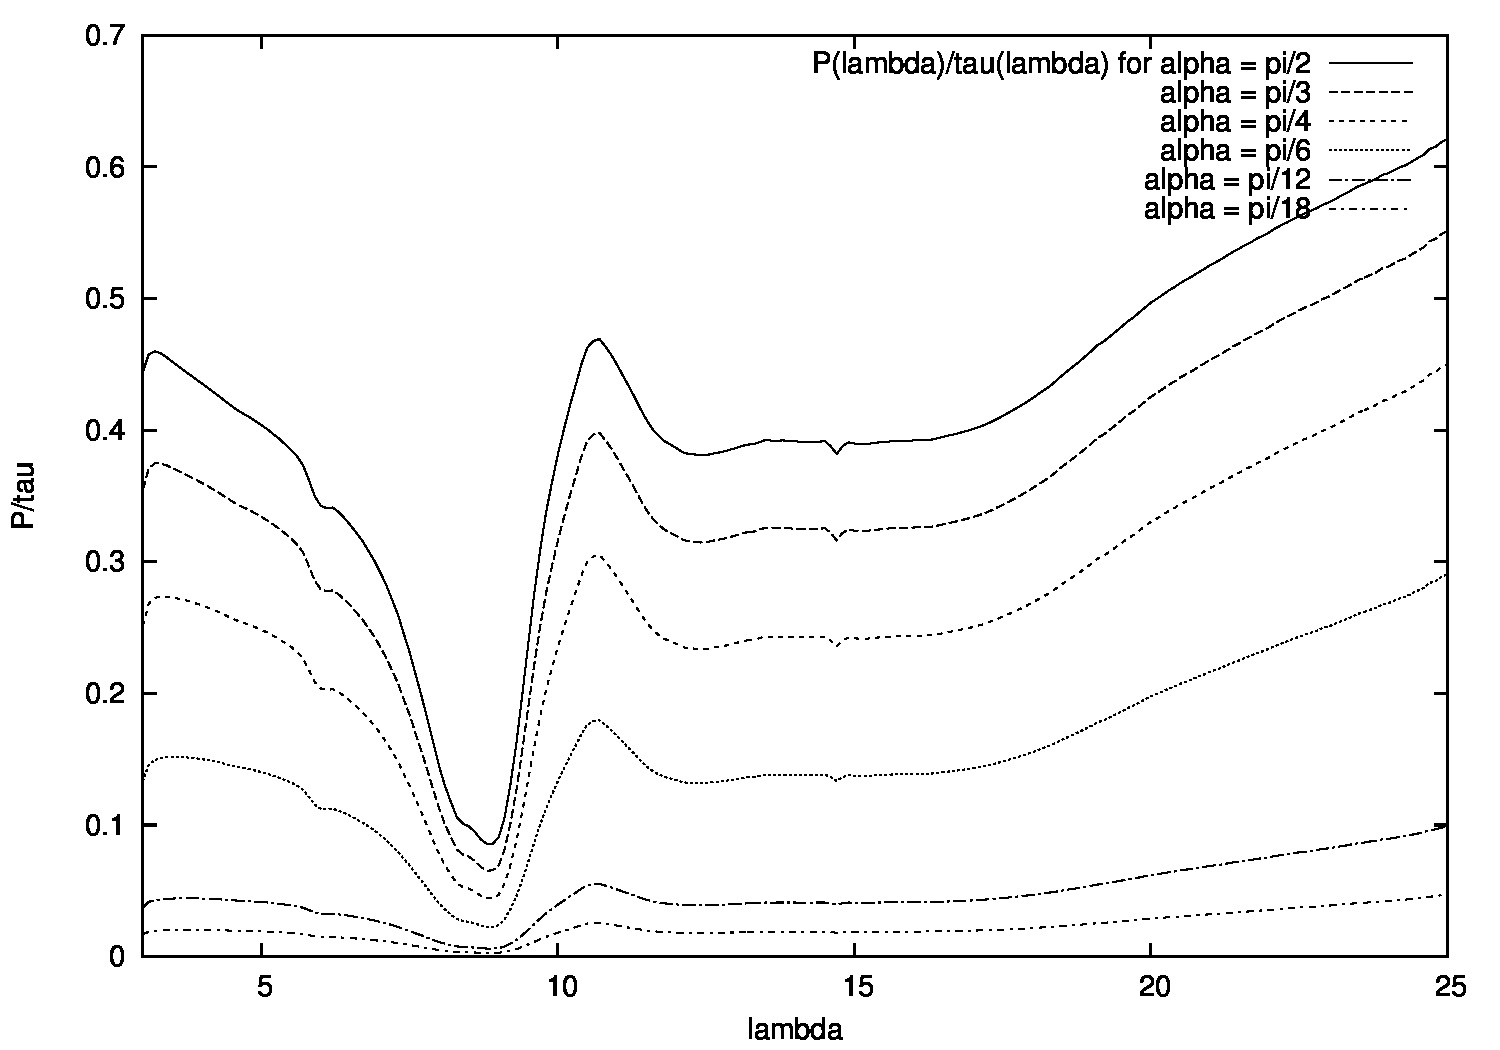 0.7
0.6
0.5
0.4
0.3
0.2
0.1
0
P/tau
P(lambda)/tau(lambda) for alpha = pi/2
alpha = pi/3
alpha = pi/4
alpha = pi/6
alpha = pi/12
alpha = pi/18
5 10 15 20 25
lambda